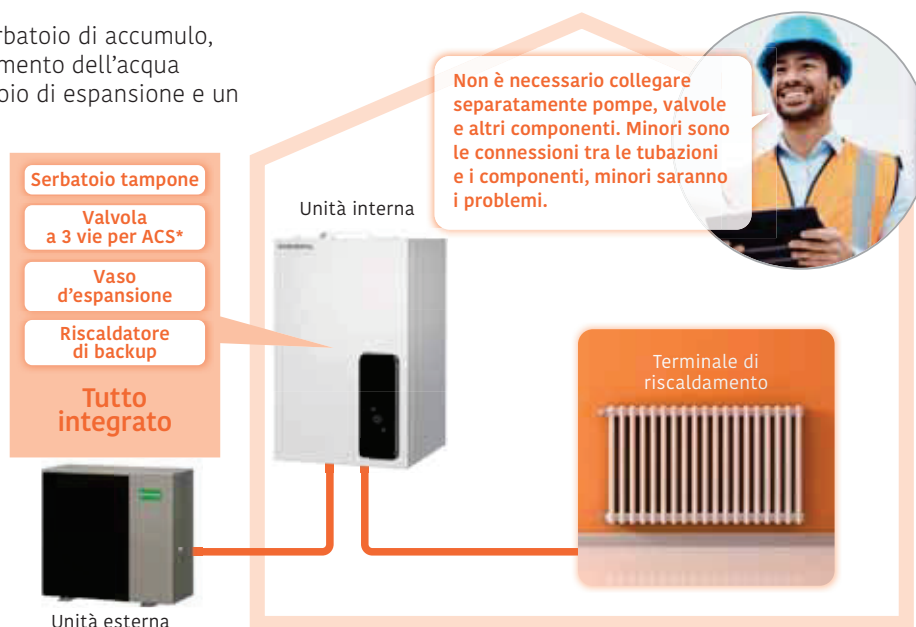 rbatoio di accumulo,
mento dell'acqua
oio di espansione e un
Non è necessario collegare
separatamente pompe, valvole
e altri componenti. Minori sono
le connessioni tra le tubazioni
e i componenti, minori saranno
i problemi.
Serbatoio tampone
Valvola
a 3 vie per ACS*
Vaso
d'espansione
Riscaldatore
di backup
Tutto
integrato
Unità interna
Terminale di
riscaldamento
Unità esterna